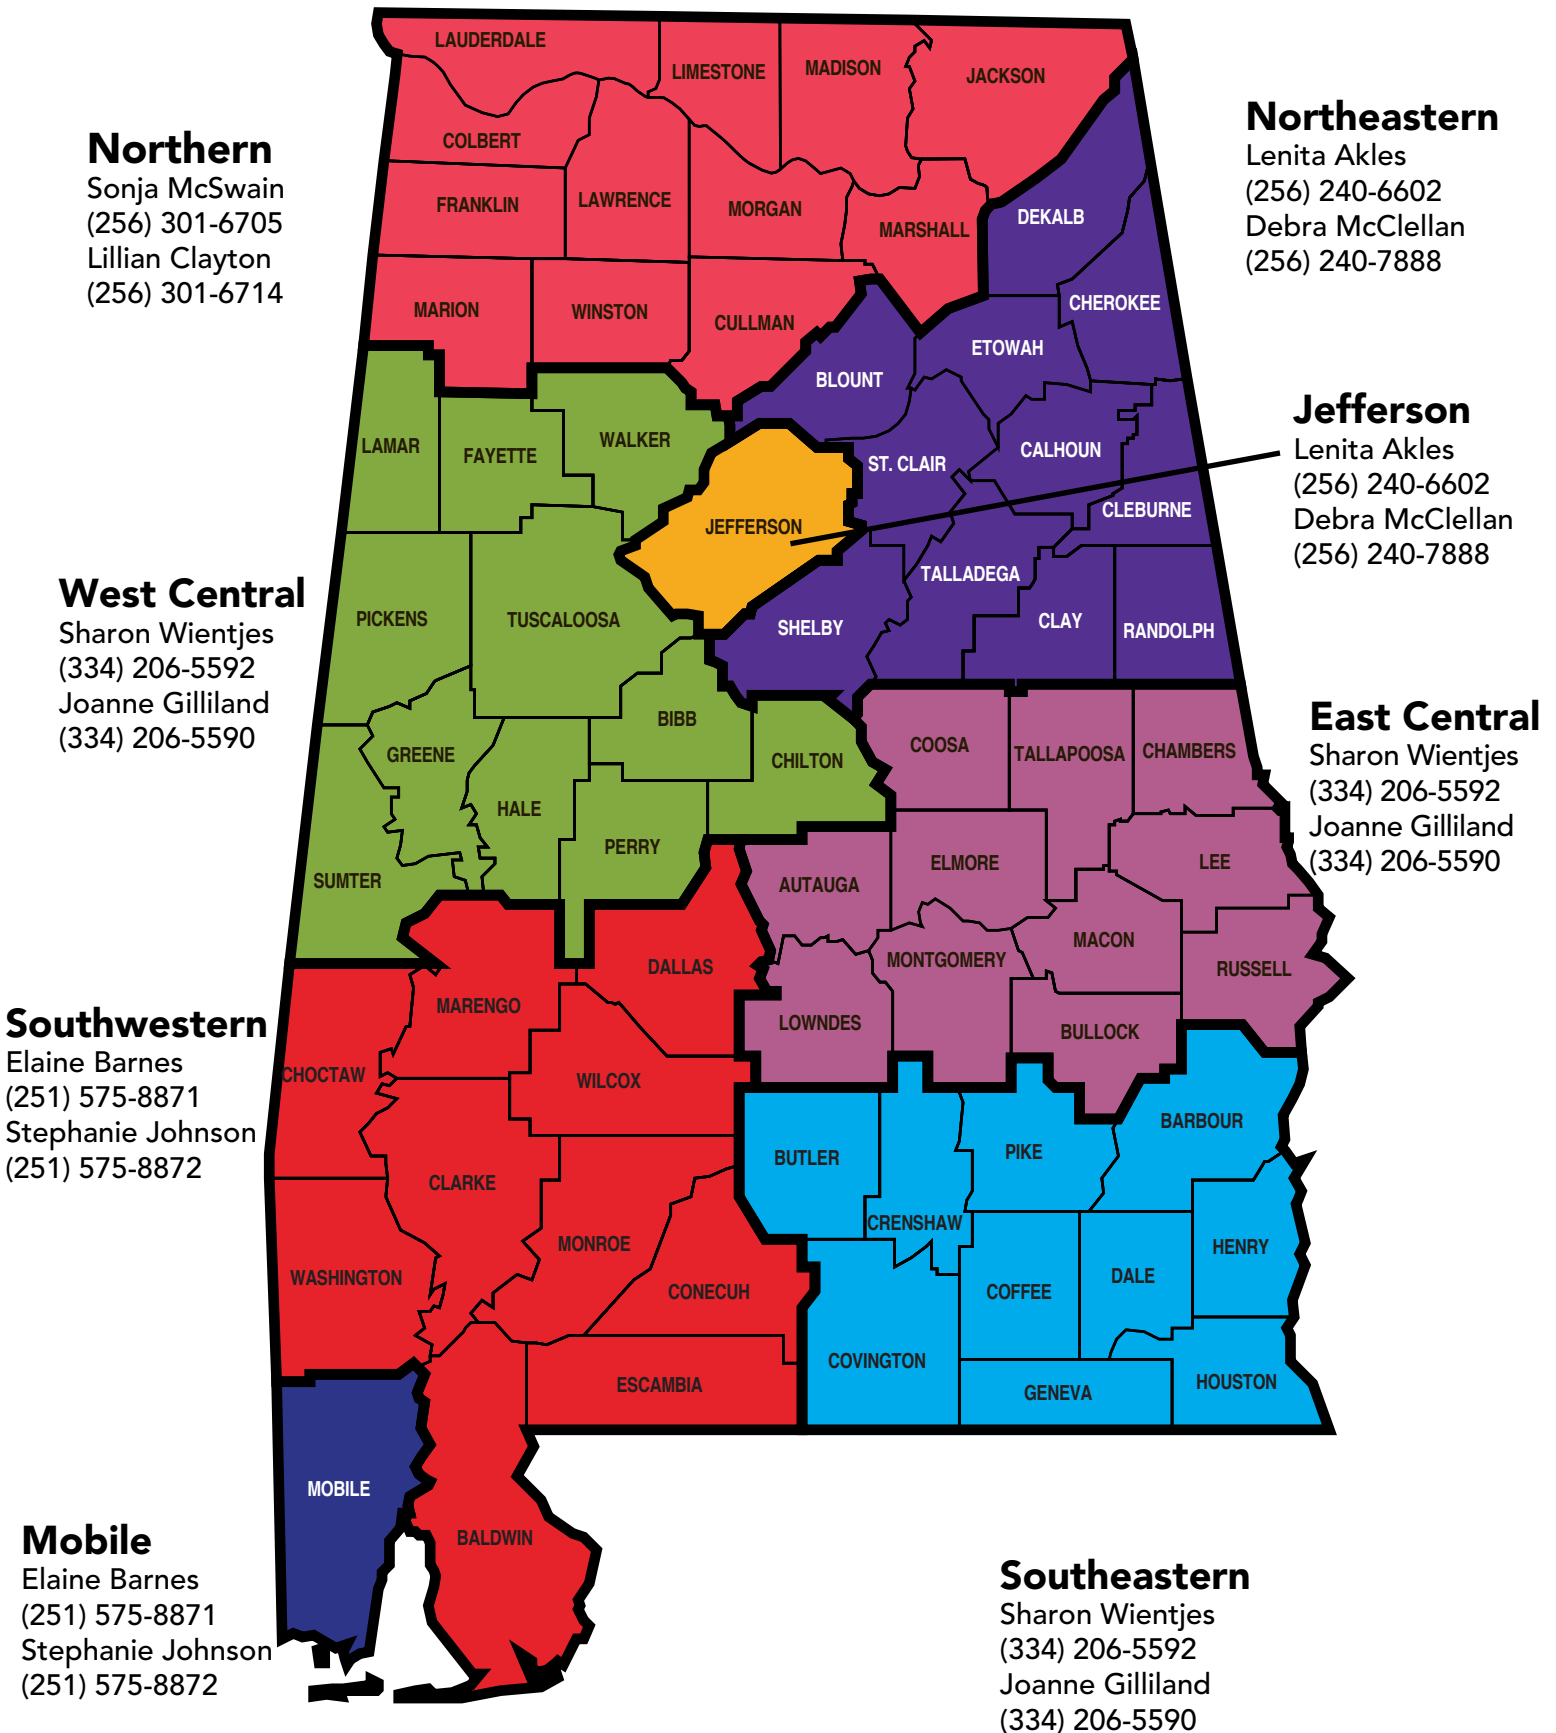 LAUDERDALE
LIMESTONE
MADISON
JACKSON
COLBERT
FRANKLIN
LAWRENCE
MORGAN
MARSHALL
MARION
WINSTON
CULLMAN
DEKALB
CHEROKEE
ETOWAH
BLOUNT
ST. CLAIR
CALHOUN
CLEBURNE
TALLADEGA
SHELBY
CLAY
RANDOLPH
JEFFERSON
LAMAR
FAYETTE
WALKER
PICKENS
TUSCALOOSA
GREENE
BIBB
CHILTON
HALE
PERRY
SUMTER
COOSA
TALLAPOOSA
CHAMBERS
AUTAUGA
ELMORE
LEE
MACON
RUSSELL
MONTGOMERY
LOWNDES
BULLOCK
DALLAS
MARENGO
CHOCTAW
WILCOX
CLARKE
MONROE
WASHINGTON
CONECUH
ESCAMBIA
BALDWIN
MOBILE
BUTLER
CRENSHAW
PIKE
BARBOUR
HENRY
DALE
COFFEE
COVINGTON
GENEVA
HOUSTON
Northern
Sonja McSwain
(256) 301-6705
Lillian Clayton
(256) 301-6714
Northeastern
Lenita Akles
(256) 240-6602
Debra McClellan
(256) 240-7888
Jefferson
Lenita Akles
(256) 240-6602
Debra McClellan
(256) 240-7888
West Central
Sharon Wientjes
(334) 206-5592
Joanne Gilliland
(334) 206-5590
East Central
Sharon Wientjes
(334) 206-5592
Joanne Gilliland
(334) 206-5590
Southwestern
Elaine Barnes
(251) 575-8871
Stephanie Johnson
(251) 575-8872
Mobile
Elaine Barnes
(251) 575-8871
Stephanie Johnson
(251) 575-8872
Southeastern
Sharon Wientjes
(334) 206-5592
Joanne Gilliland
(334) 206-5590